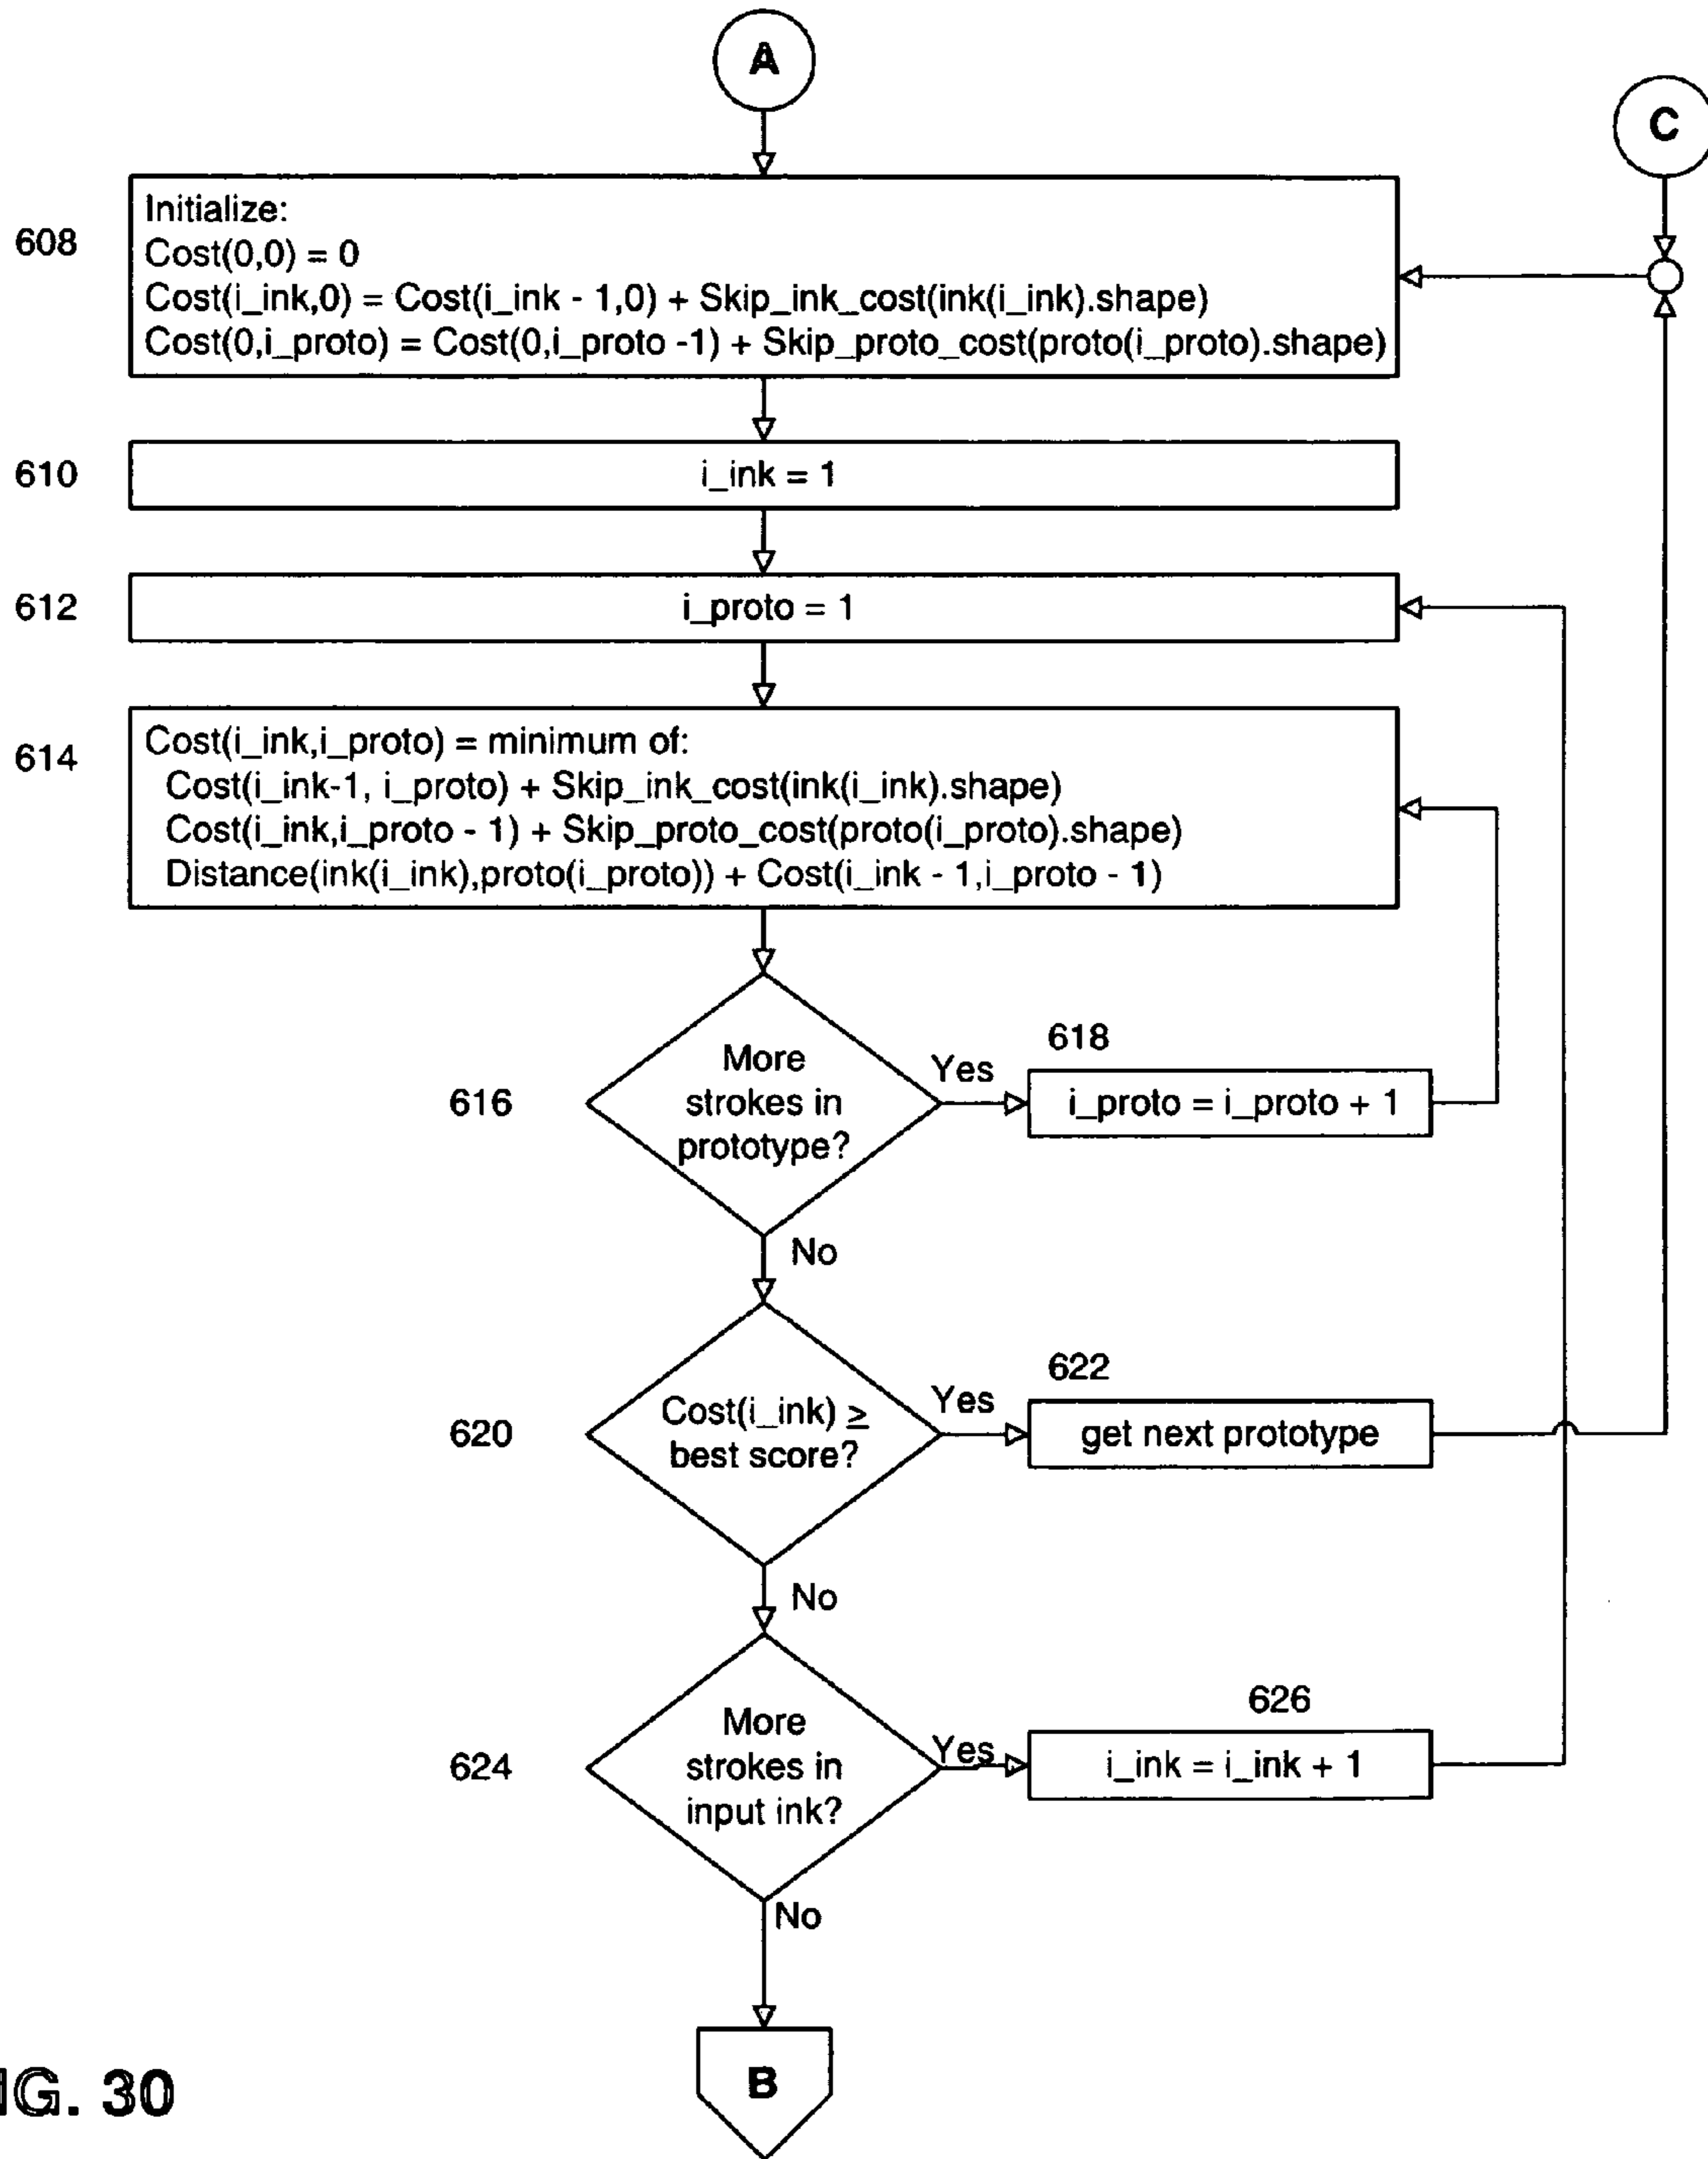 A
C
608
Initialize:
Cost(0,0) = 0
Cost(i_ink,0) = Cost(i_ink - 1,0) + Skip_ink_cost(ink(i_ink).shape)
Cost(0,i_proto) = Cost(0,i_proto -1) + Skip_proto_cost(proto(i_proto).shape)
610
i_ink = 1
612
i_proto = 1
614
Cost(i_ink,i_proto) = minimum of:
Cost(i_ink-1, i_proto) + Skip_ink_cost(ink(i_ink).shape)
Cost(i_ink,i_proto - 1) + Skip_proto_cost(proto(i_proto).shape)
Distance(ink(i_ink),proto(i_proto)) + Cost(i_ink - 1,i_proto - 1)
616
More
strokes in
prototype?
Yes
618
i_proto = i_proto + 1
No
620
Cost(i_ink) ≥
best score?
Yes
622
get next prototype
No
624
More
strokes in
input ink?
Yes
626
i_ink = i_ink + 1
No
B
IG. 30